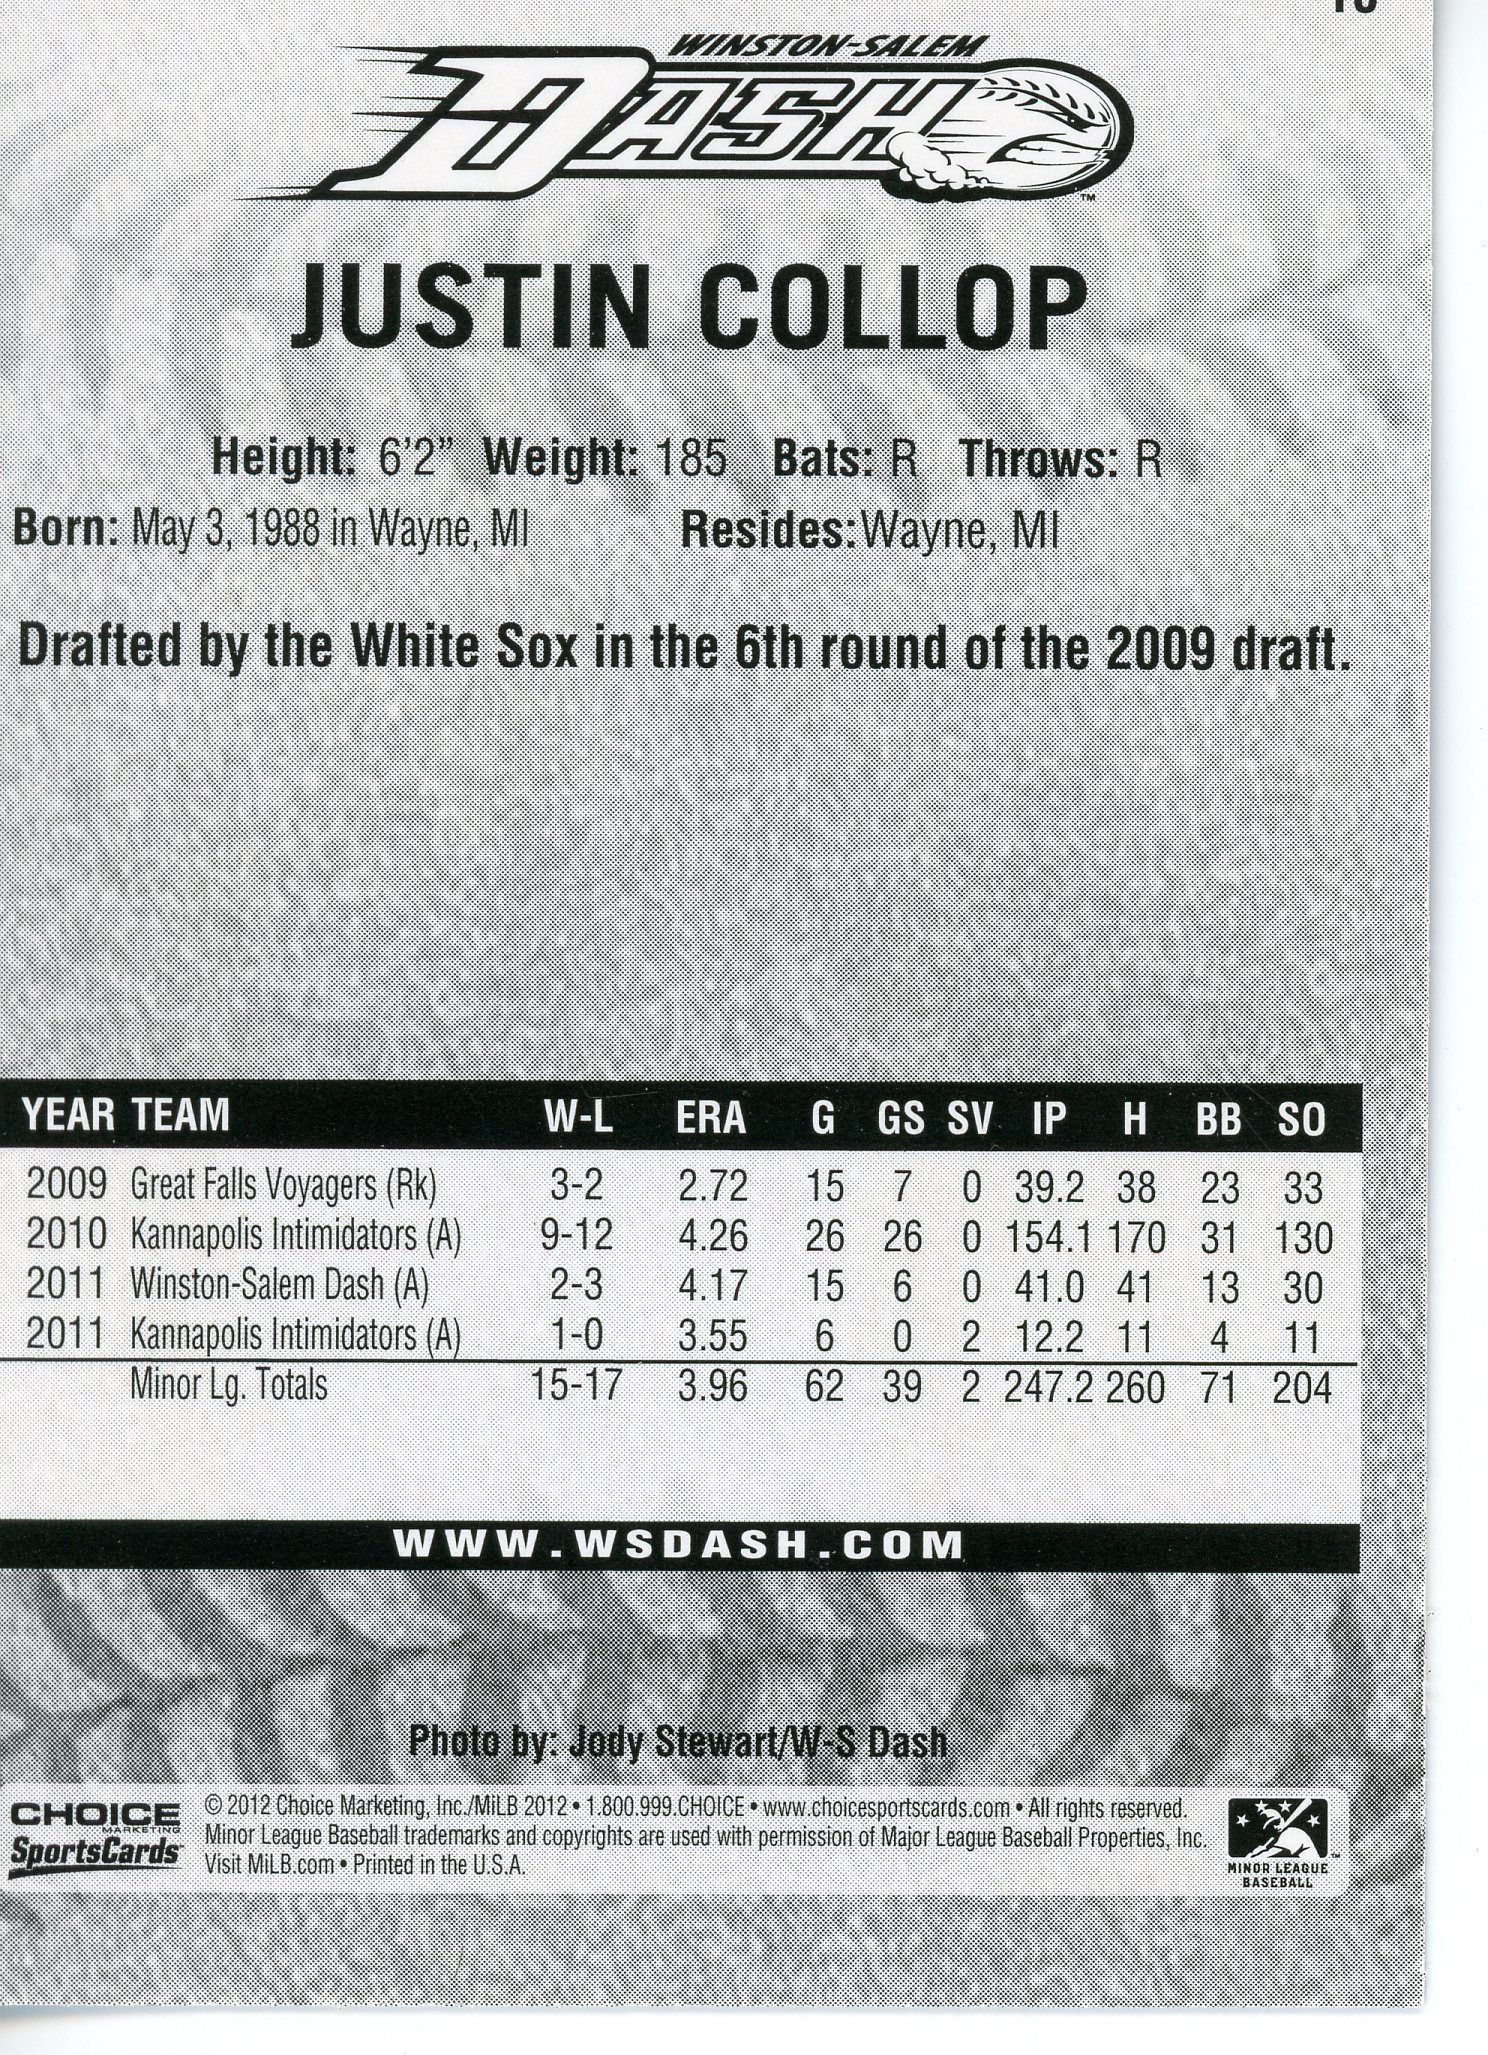 WINSTON-SALEM
DASH
TM
JUSTIN COLLOP
Height: 6'2" Weight: 185 Bats: R Throws: R
Born: May 3, 1988 in Wayne, MI Resides: Wayne, MI
Drafted by the White Sox in the 6th round of the 2009 draft.
YEAR TEAM W-L ERA G GS SV IP H BB SO
2009 Great Falls Voyagers (Rk) 3-2 2.72 15 7 0 39.2 38 23 33
2010 Kannapolis Intimidators (A) 9-12 4.26 26 26 0 154.1 170 31 130
2011 Winston-Salem Dash (A) 2-3 4.17 15 6 0 41.0 41 13 30
2011 Kannapolis Intimidators (A) 1-0 3.55 6 0 2 12.2 11 4 11
Minor Lg. Totals 15-17 3.96 62 39 2 247.2 260 71 204
WWW.WSDASH.COM
Photo by: Jody Stewart/W-S Dash
CHOICE
MARKETING
SportsCards
© 2012 Choice Marketing, Inc./MiLB 2012 • 1.800.999.CHOICE • www.choicesportscards.com • All rights reserved.
Minor League Baseball trademarks and copyrights are used with permission of Major League Baseball Properties, Inc.
Visit MiLB.com • Printed in the U.S.A.
TM
MINOR LEAGUE
BASEBALL